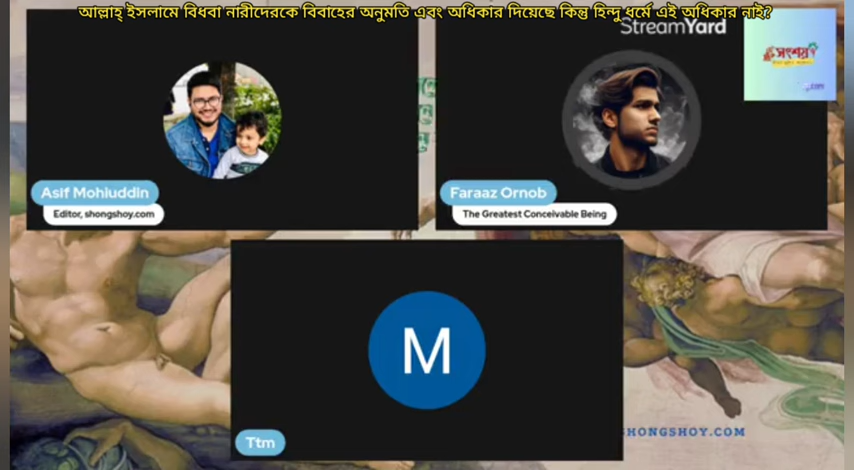 আল্লাহ্ ইসলামে বিধবা নারীদেরকে বিবাহের অনুমতি এবং অধিকার দিয়েছে কিন্তু হিন্দু ধর্মে এই অধিকার নাই?
StreamYard
সংশয়
Asif Mohiuddin
Editor, shongshoy.com
Faraaz Ornob
The Greatest Conceivable Being
M
Ttm
SHONGSHOY.COM